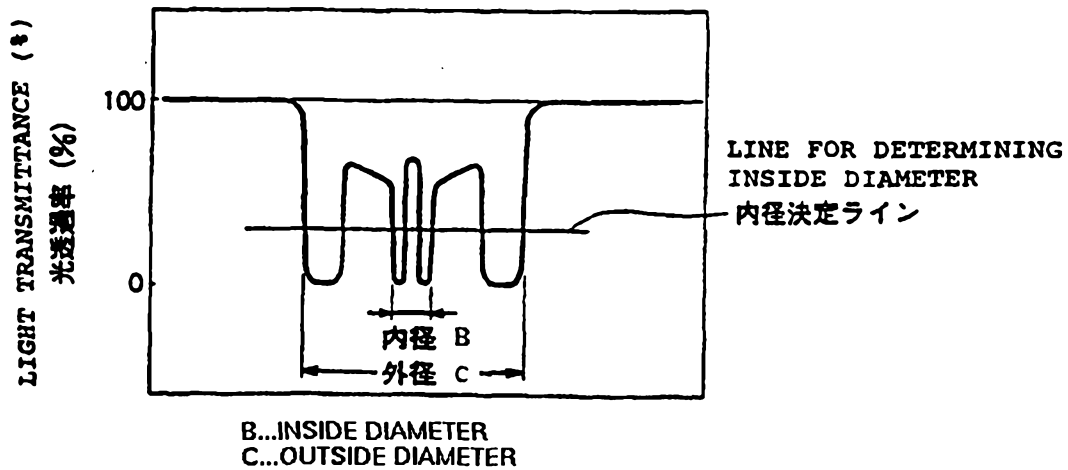 LIGHT TRANSMITTANCE (%)
光透過率 (%)
100
0
LINE FOR DETERMINING
INSIDE DIAMETER
内径決定ライン
内径 B
外径 C
B...INSIDE DIAMETER
C...OUTSIDE DIAMETER